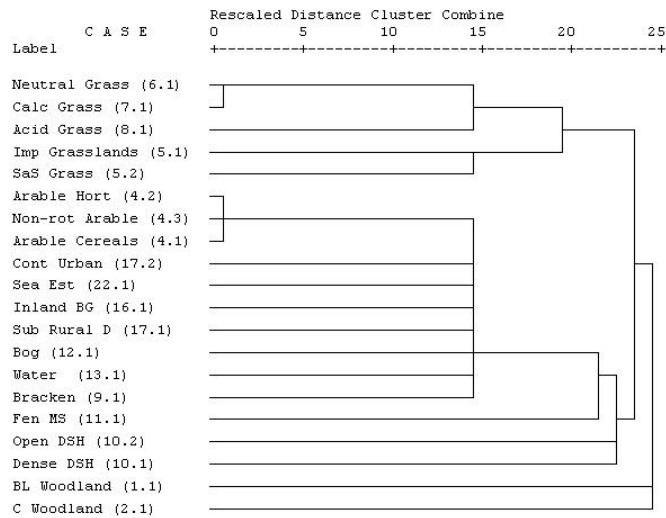 Rescaled Distance Cluster Combine
C A S E 0 5 10 15 20 25
Label +---------+---------+---------+---------+---------+
Neutral Grass (6.1)
Calc Grass (7.1)
Acid Grass (8.1)
Imp Grasslands (5.1)
SaS Grass (5.2)
Arable Hort (4.2)
Non-rot Arable (4.3)
Arable Cereals (4.1)
Cont Urban (17.2)
Sea Est (22.1)
Inland BG (16.1)
Sub Rural D (17.1)
Bog (12.1)
Water (13.1)
Bracken (9.1)
Fen MS (11.1)
Open DSH (10.2)
Dense DSH (10.1)
BL Woodland (1.1)
C Woodland (2.1)